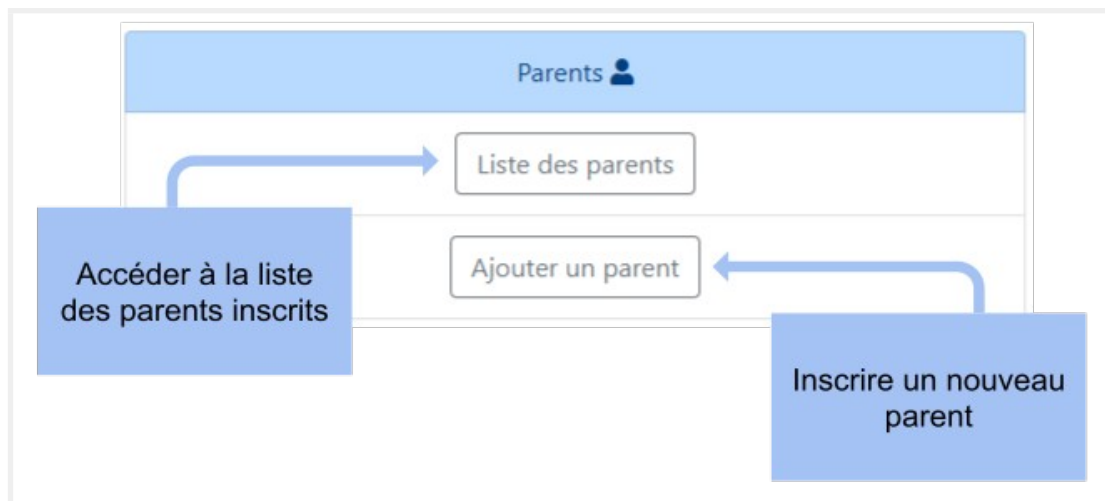 Parents
Liste des parents
Accéder à la liste
des parents inscrits
Ajouter un parent
Inscrire un nouveau
parent